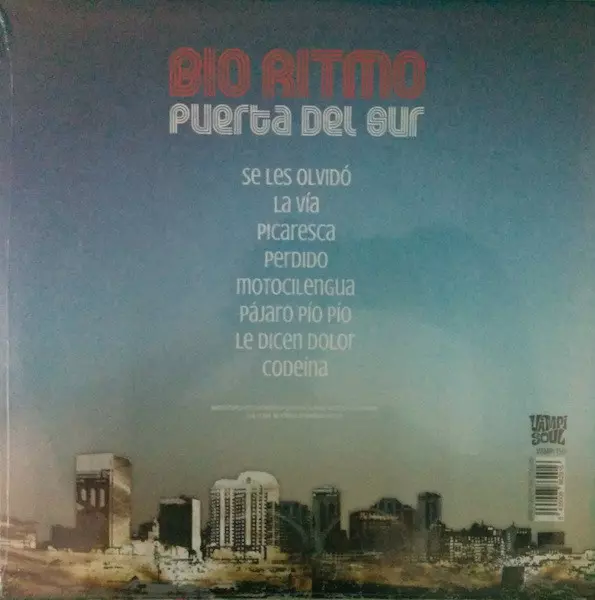 BIO RITMO
PUERTA DEL SUR
SE LES OLVIDÓ
LA VÍA
PICARESCA
PERDIDO
MOTOCILENGUA
PÁJARO PÍO PÍO
LE DICEN DOLOR
CODEINA
VAMPI
SOUL